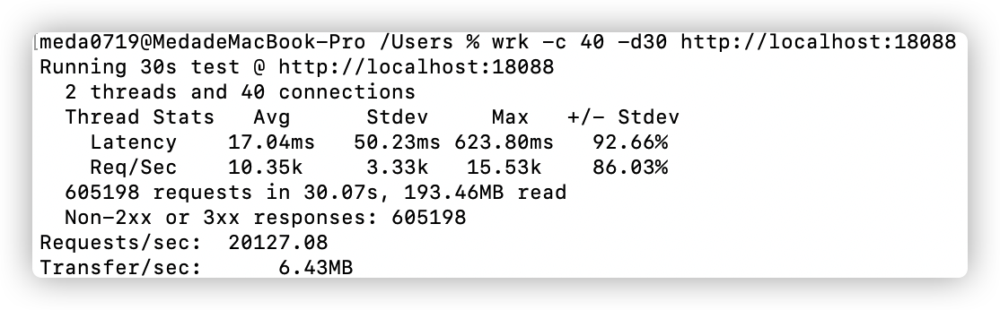 [meda0719@MedadeMacBook-Pro /Users % wrk -c 40 -d30 http://localhost:18088
Running 30s test @ http://localhost:18088
  2 threads and 40 connections
  Thread Stats   Avg      Stdev     Max   +/- Stdev
    Latency    17.04ms   50.23ms 623.80ms   92.66%
    Req/Sec    10.35k     3.33k   15.53k    86.03%
  605198 requests in 30.07s, 193.46MB read
  Non-2xx or 3xx responses: 605198
Requests/sec:  20127.08
Transfer/sec:      6.43MB